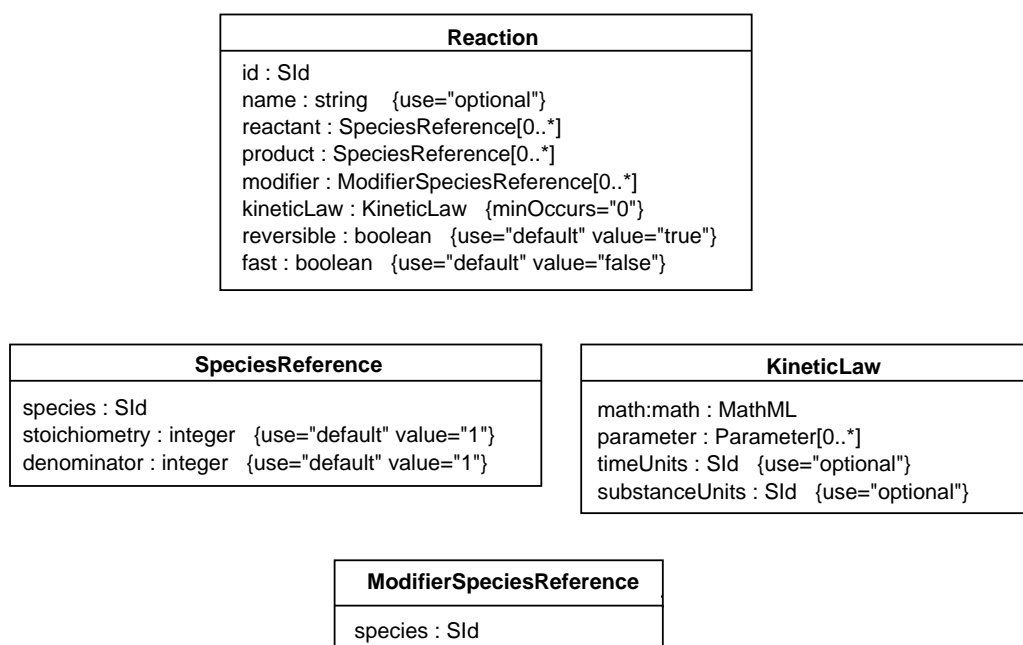 Reaction
id : SId
name : string {use="optional"}
reactant : SpeciesReference[0..*]
product : SpeciesReference[0..*]
modifier : ModifierSpeciesReference[0..*]
kineticLaw : KineticLaw {minOccurs="0"}
reversible : boolean {use="default" value="true"}
fast : boolean {use="default" value="false"}
SpeciesReference
species : SId
stoichiometry : integer {use="default" value="1"}
denominator : integer {use="default" value="1"}
KineticLaw
math:math : MathML
parameter : Parameter[0..*]
timeUnits : SId {use="optional"}
substanceUnits : SId {use="optional"}
ModifierSpeciesReference
species : SId